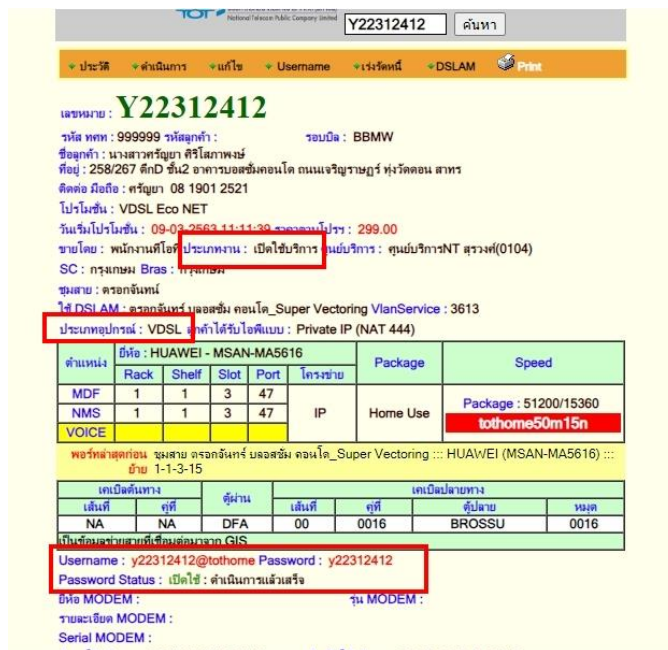 National Telecom Public Company Limited
Y22312412 ค้นหา
ประวัติ ดำเนินการ แก้ไข Username เร่งรัดหนี้ DSLAM Print
เลขหมาย : Y22312412
รหัส ทศท : 999999 รหัสลูกค้า : รอบบิล : BBMW
ชื่อลูกค้า : นางสาวศรัญยา ศิริโสภาพงษ์
ที่อยู่ : 258/267 ตึกD ชั้น2 อาคารบอสซั่มคอนโด ถนนเจริญราษฎร์ ทุ่งวัดดอน สาทร
ติดต่อ มือถือ : ศรัญยา 08 1901 2521
โปรโมชั่น : VDSL Eco NET
วันเริ่มโปรโมชั่น : 09-03-2563 11:11:39 ราคาตามโปรฯ : 299.00
ขายโดย : พนักงานทีโอที ประเภทงาน : เปิดใช้บริการ ศูนย์บริการ : ศูนย์บริการNT สุรวงศ์(0104)
SC : กรุงเกษม Bras : กรุงเกษม
ชุมสาย : ตรอกจันทน์
ใช้ DSLAM : ตรอกจันทร์ บลอสซั่ม คอนโด_Super Vectoring VlanService : 3613
ประเภทอุปกรณ์ : VDSL ลูกค้าได้รับไอพีแบบ : Private IP (NAT 444)
ตำแหน่ง ยี่ห้อ : HUAWEI - MSAN-MA5616 Package Speed
Rack Shelf Slot Port โครงข่าย
MDF 1 1 3 47 IP Home Use Package : 51200/15360
NMS 1 1 3 47 tothome50m15n
VOICE
พอร์ทล่าสุดก่อน ชุมสาย ตรอกจันทร์ บลอสซัม คอนโด_Super Vectoring ::: HUAWEI (MSAN-MA5616) :::
ย้าย 1-1-3-15
เคเบิลต้นทาง ตู้ผ่าน เคเบิลปลายทาง
เส้นที่ คู่ที่ เส้นที่ คู่ที่ ตู้ปลาย หมุด
NA NA DFA 00 0016 BROSSU 0016
เป็นข้อมูลข่ายสายที่เชื่อมต่อมาจาก GIS
Username : y22312412@tothome Password : y22312412
Password Status : เปิดใช้ : ดำเนินการแล้วเสร็จ
ยี่ห้อ MODEM : รุ่น MODEM :
รายละเอียด MODEM :
Serial MODEM :